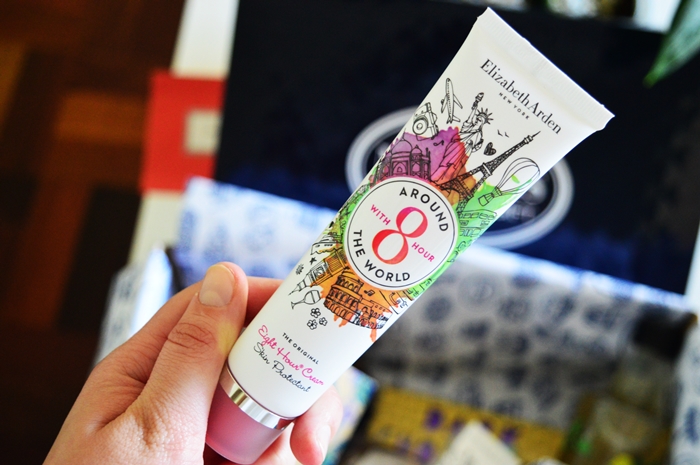 Elizabeth Arden
NEW YORK
AROUND
WITH 8 HOUR
THE WORLD
THE ORIGINAL
Eight Hour® Cream
Skin Protectant